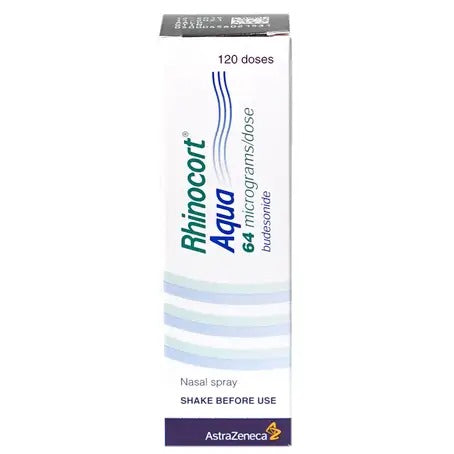 120 doses
Rhinocort®
Aqua
64 micrograms/dose
budesonide
Nasal spray
SHAKE BEFORE USE
AstraZeneca